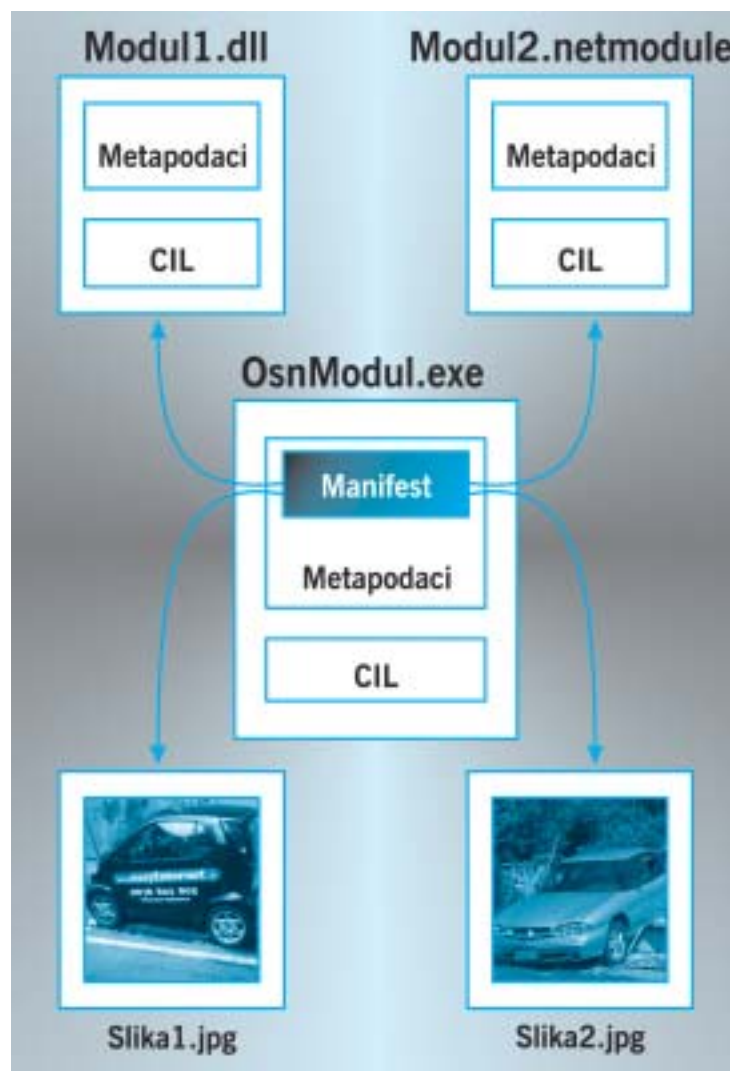 Modul1.dll
Modul2.netmodule
Metapodaci
Metapodaci
CIL
CIL
OsnModul.exe
Manifest
Metapodaci
CIL
Slika1.jpg
Slika2.jpg